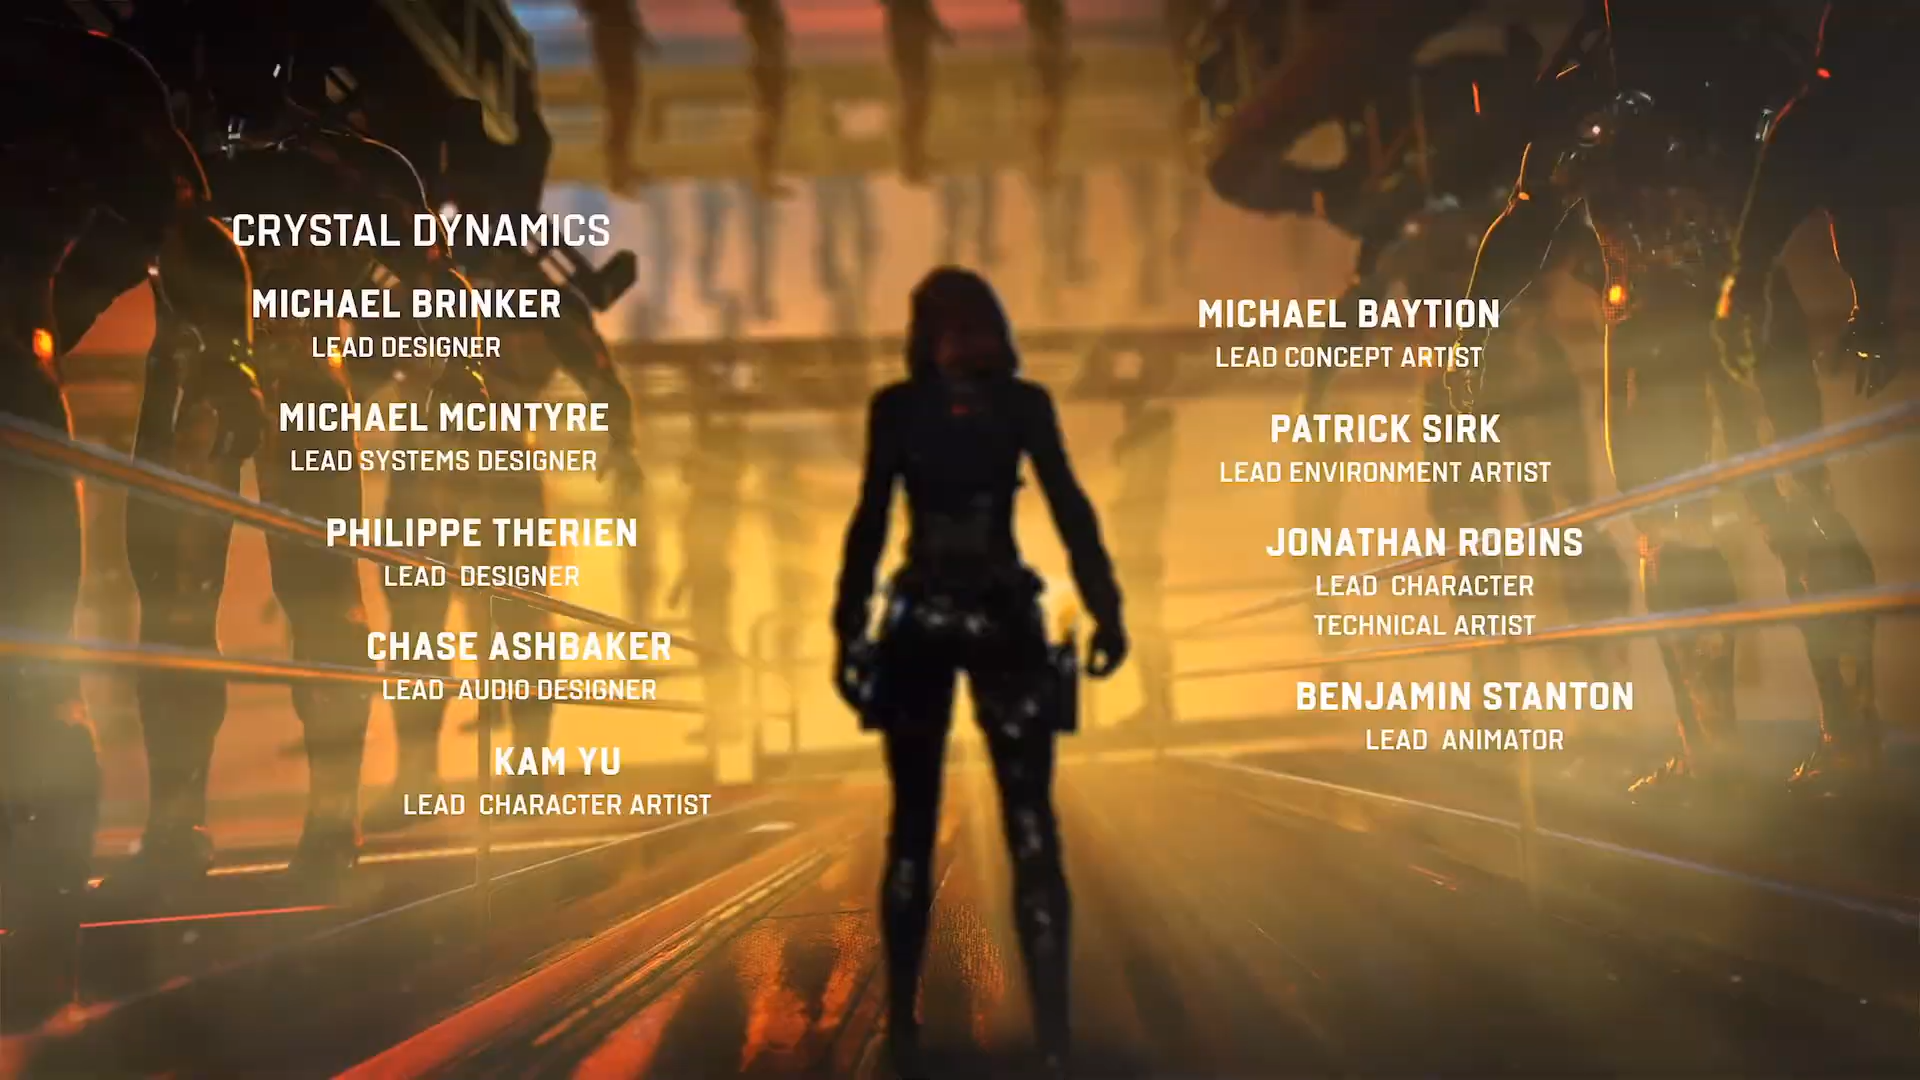 CRYSTAL DYNAMICS
MICHAEL BRINKER
LEAD DESIGNER
MICHAEL MCINTYRE
LEAD SYSTEMS DESIGNER
PHILIPPE THERIEN
LEAD DESIGNER
CHASE ASHBAKER
LEAD AUDIO DESIGNER
KAM YU
LEAD CHARACTER ARTIST
MICHAEL BAYTION
LEAD CONCEPT ARTIST
PATRICK SIRK
LEAD ENVIRONMENT ARTIST
JONATHAN ROBINS
LEAD CHARACTER
TECHNICAL ARTIST
BENJAMIN STANTON
LEAD ANIMATOR